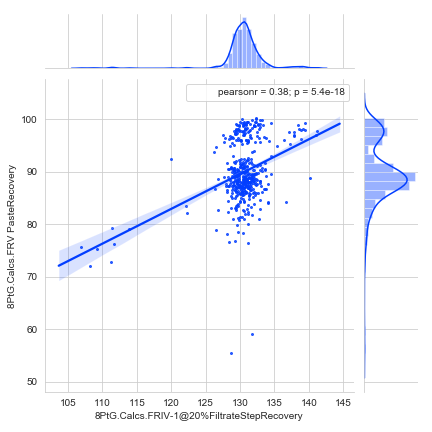 pearsonr = 0.38; p = 5.4e-18
100
90
80
70
60
50
8PtG.Calcs.FRV PasteRecovery
105 110 115 120 125 130 135 140 145
8PtG.Calcs.FRIV-1@20%FiltrateStepRecovery